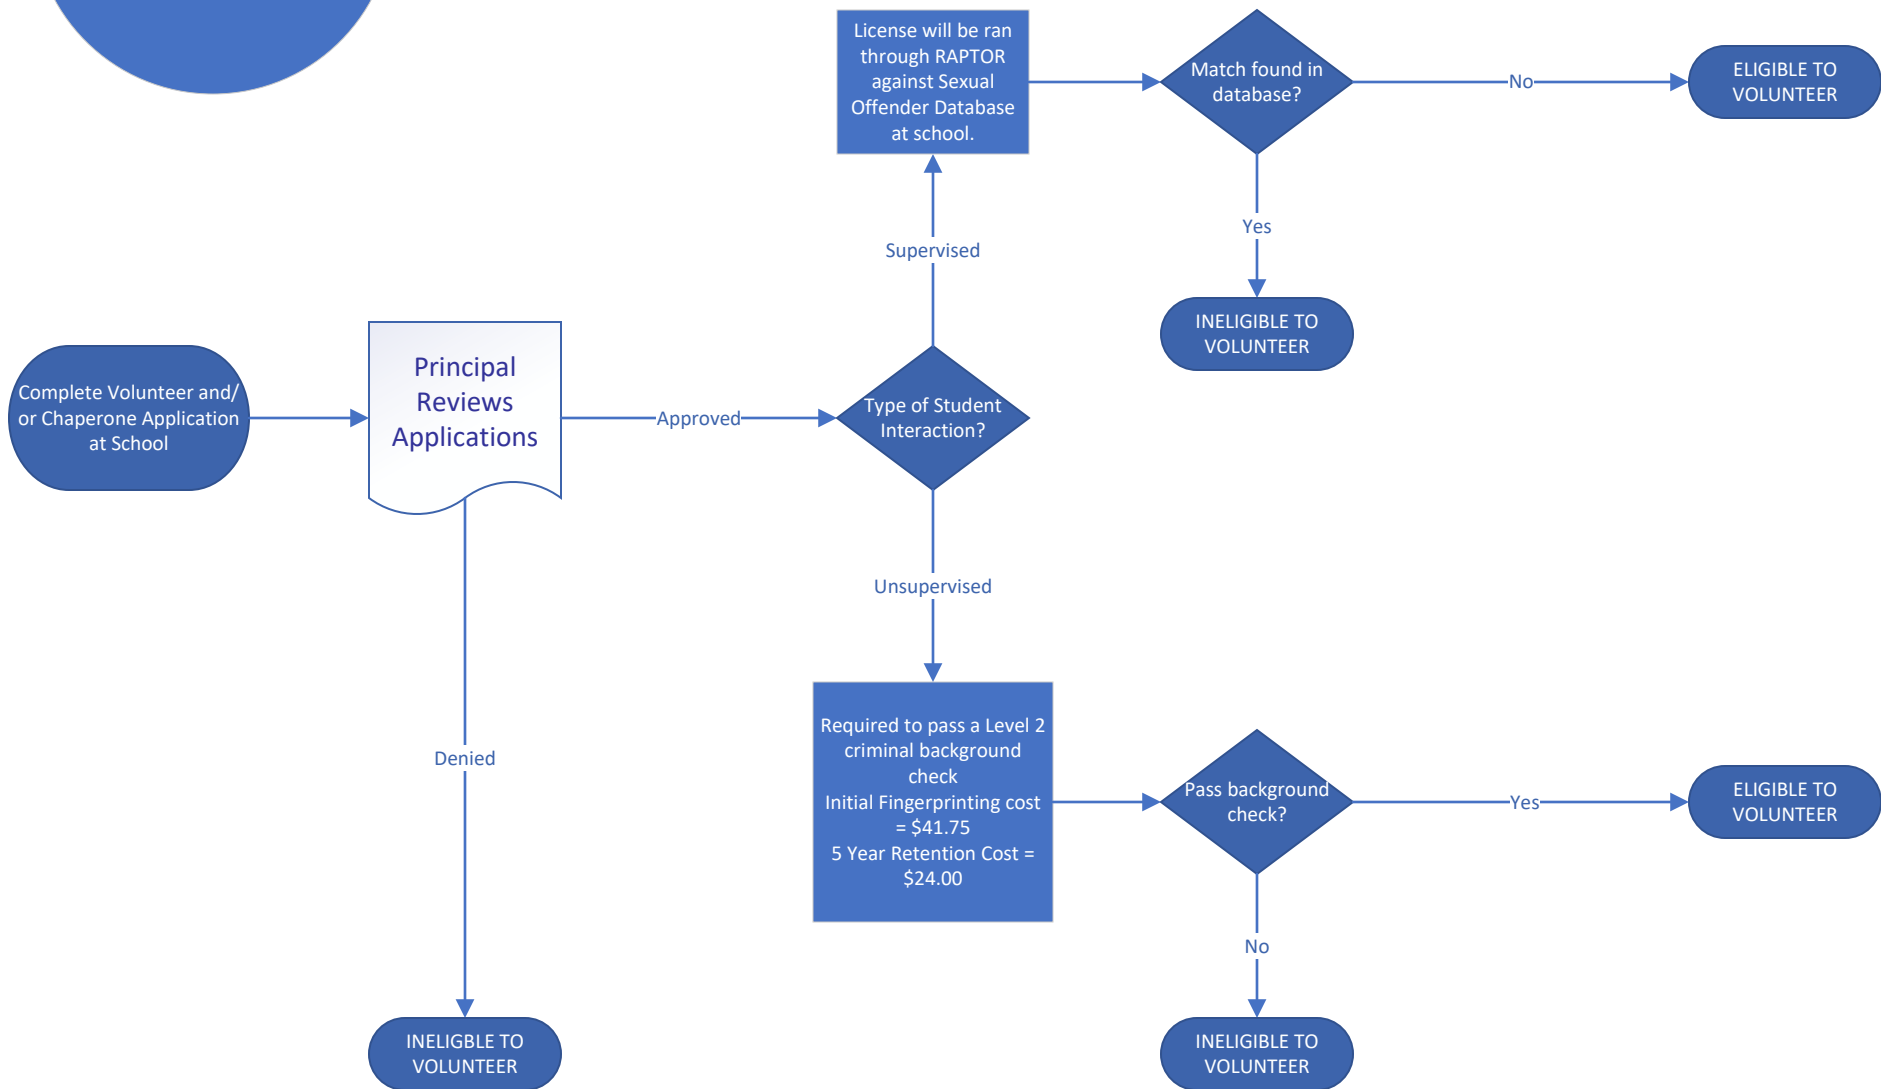 Complete Volunteer and/
or Chaperone Application
at School
Principal
Reviews
Applications
Approved
Denied
INELIGBLE TO
VOLUNTEER
Type of Student
Interaction?
Supervised
License will be ran
through RAPTOR
against Sexual
Offender Database
at school.
Match found in
database?
No
ELIGIBLE TO
VOLUNTEER
Yes
INELIGIBLE TO
VOLUNTEER
Unsupervised
Required to pass a Level 2
criminal background
check
Initial Fingerprinting cost
= $41.75
5 Year Retention Cost =
$24.00
Pass background
check?
Yes
ELIGIBLE TO
VOLUNTEER
No
INELIGIBLE TO
VOLUNTEER